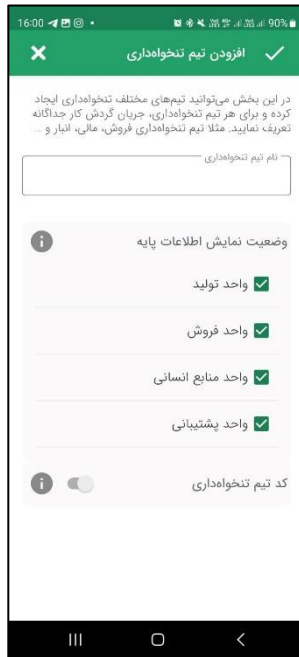 16:00
90%
افزودن تیم تنخواه‌داری
در این بخش می‌توانید تیم‌های مختلف تنخواه‌داری ایجاد
کرده و برای هر تیم تنخواه‌داری، جریان گردش کار جداگانه
تعریف نمایید. مثلا تیم تنخواه‌داری فروش، مالی، انبار و ...
نام تیم تنخواه‌داری
وضعیت نمایش اطلاعات پایه
واحد تولید
واحد فروش
واحد منابع انسانی
واحد پشتیبانی
کد تیم تنخواه‌داری